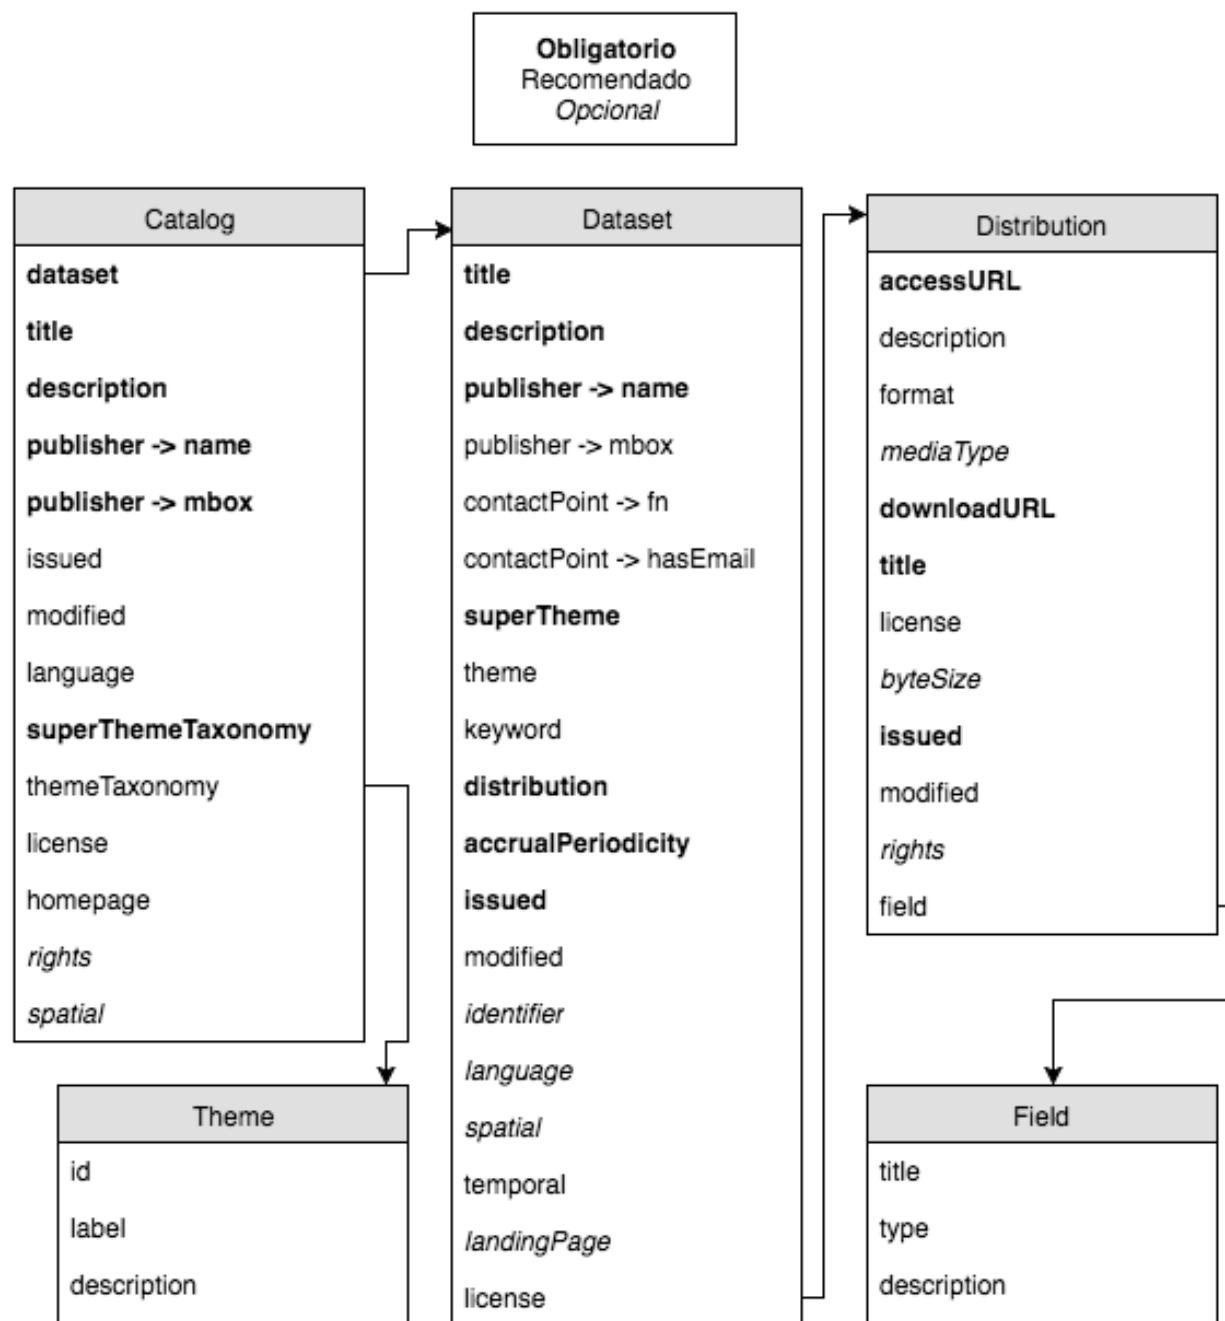 Obligatorio
Recomendado
Opcional
Catalog
dataset
title
description
publisher -> name
publisher -> mbox
issued
modified
language
superThemeTaxonomy
themeTaxonomy
license
homepage
rights
spatial
Dataset
title
description
publisher -> name
publisher -> mbox
contactPoint -> fn
contactPoint -> hasEmail
superTheme
theme
keyword
distribution
accrualPeriodicity
issued
modified
identifier
language
spatial
temporal
landingPage
license
Distribution
accessURL
description
format
mediaType
downloadURL
title
license
byteSize
issued
modified
rights
field
Theme
id
label
description
Field
title
type
description